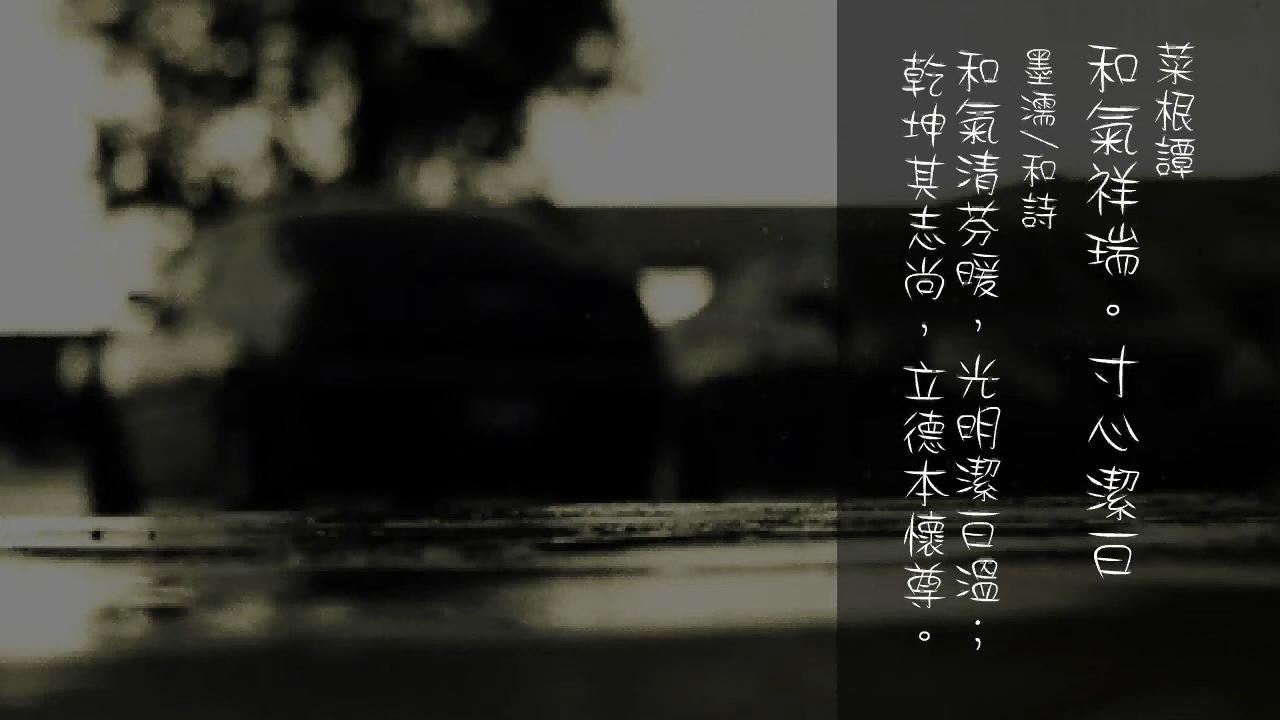 菜根譚
和氣祥瑞。寸心潔白
墨濡/和詩
和氣清芬暖，光明潔白溫；
乾坤其志尚，立德本懷尊。